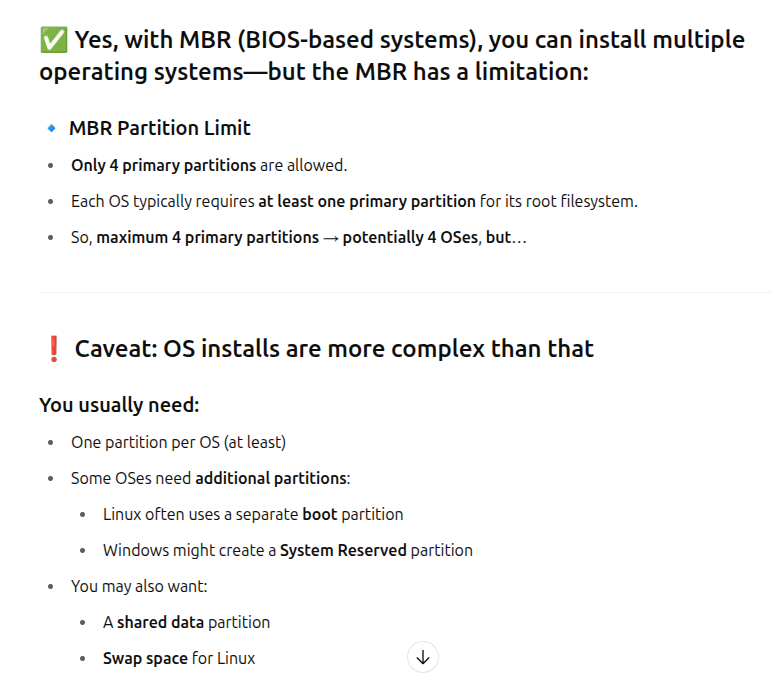 ✅ Yes, with MBR (BIOS-based systems), you can install multiple
operating systems—but the MBR has a limitation:
🔹 MBR Partition Limit
• Only 4 primary partitions are allowed.
• Each OS typically requires at least one primary partition for its root filesystem.
• So, maximum 4 primary partitions → potentially 4 OSes, but…
❗ Caveat: OS installs are more complex than that
You usually need:
• One partition per OS (at least)
• Some OSes need additional partitions:
• Linux often uses a separate boot partition
• Windows might create a System Reserved partition
• You may also want:
• A shared data partition
• Swap space for Linux